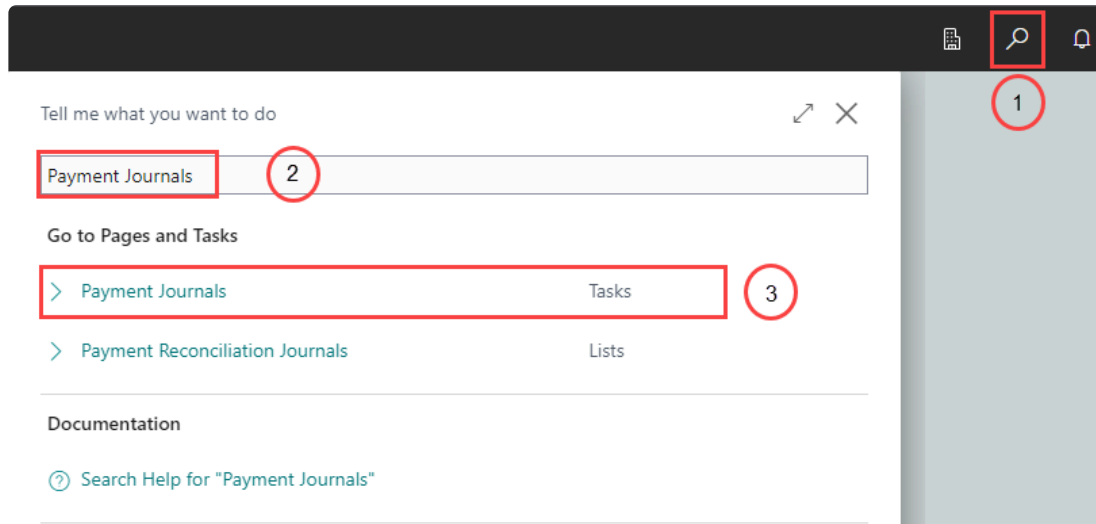 1
Tell me what you want to do
Payment Journals
2
Go to Pages and Tasks
Payment Journals Tasks
3
Payment Reconciliation Journals Lists
Documentation
Search Help for "Payment Journals"